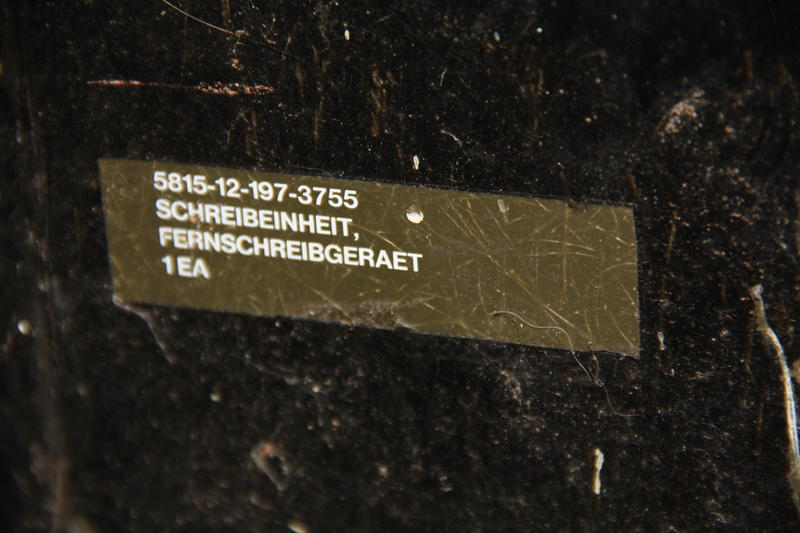 5815-12-197-3755
SCHREIBEINHEIT,
FERNSCHREIBGERAET
1 EA